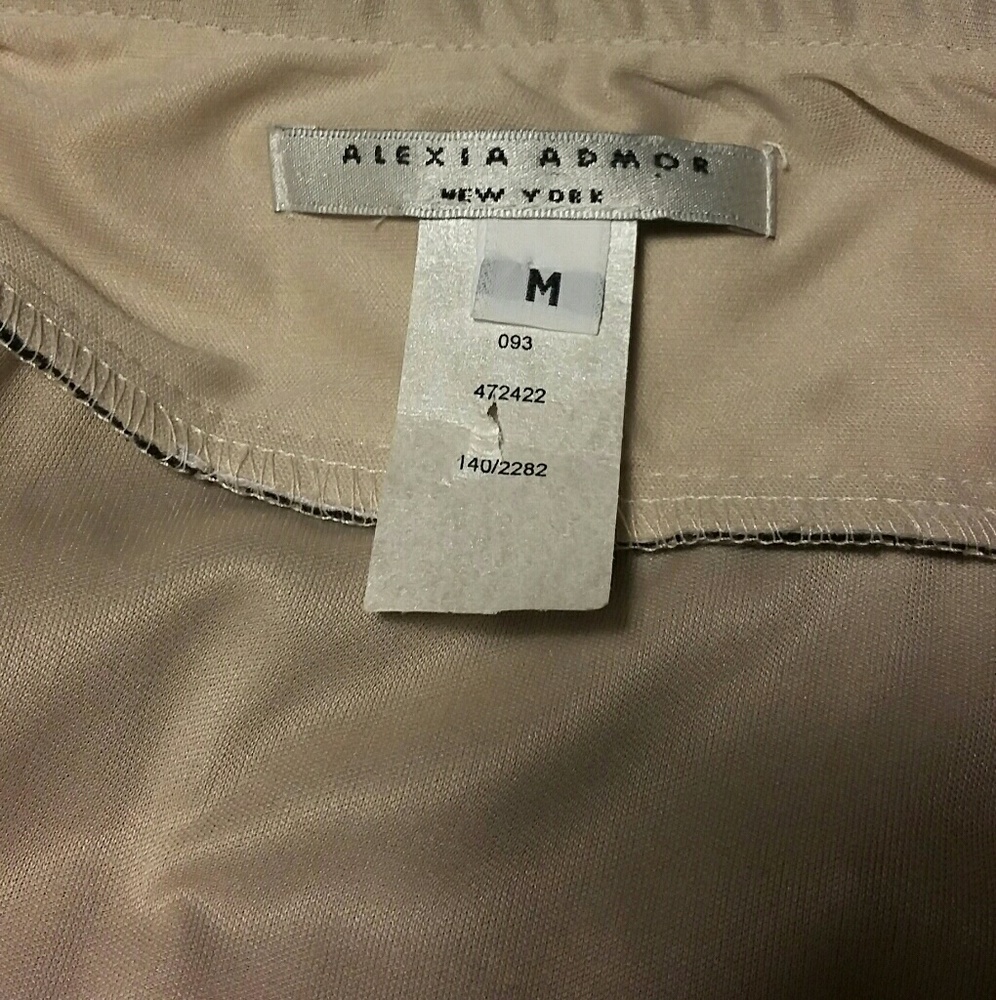 ALEXIA ADMOR
NEW YORK
M
093
472422
140/2282